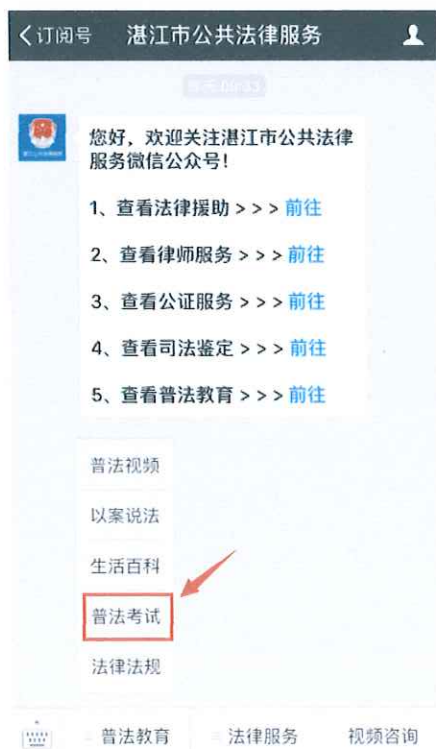 订阅号 湛江市公共法律服务
您好，欢迎关注湛江市公共法律
服务微信公众号！
1、查看法律援助>>>前往
2、查看律师服务>>>前往
3、查看公证服务>>>前往
4、查看司法鉴定>>>前往
5、查看普法教育>>>前往
普法视频
以案说法
生活百科
普法考试
法律法规
普法教育 法律服务 视频咨询